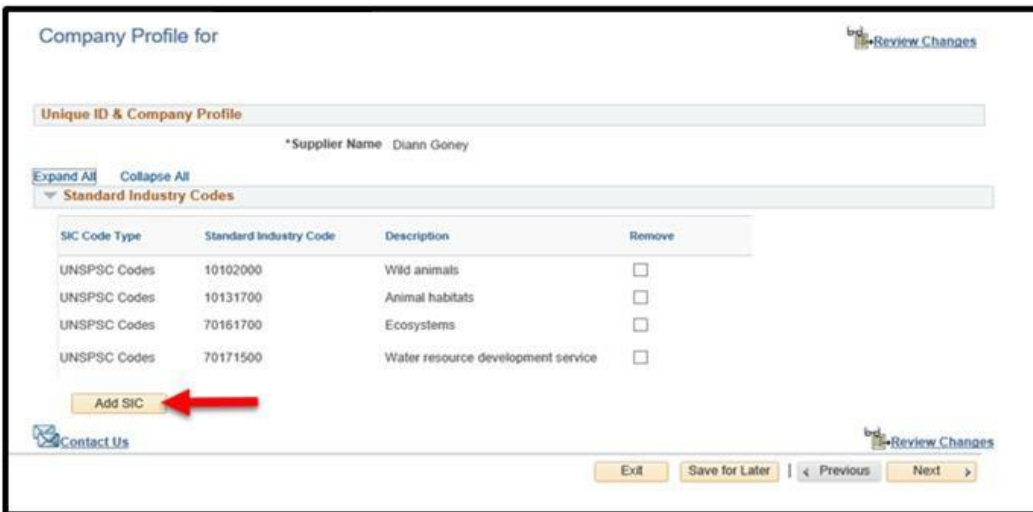 Company Profile for
Review Changes
Unique ID & Company Profile
*Supplier Name Diann Goney
Expand All Collapse All
Standard Industry Codes
SIC Code Type Standard Industry Code Description Remove
UNSPSC Codes 10102000 Wild animals
UNSPSC Codes 10131700 Animal habitats
UNSPSC Codes 70161700 Ecosystems
UNSPSC Codes 70171500 Water resource development service
Add SIC
Contact Us
Review Changes
Exit Save for Later | Previous Next